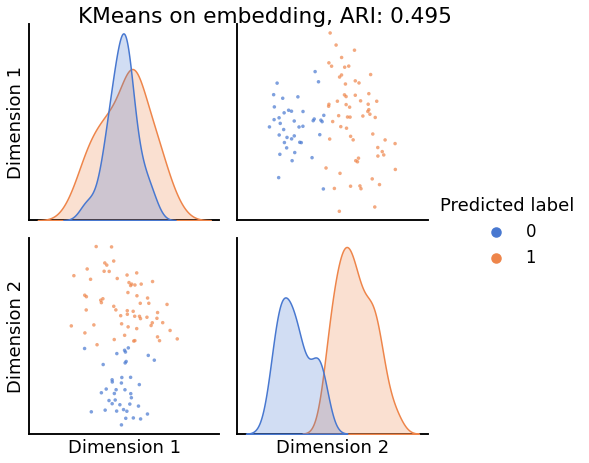 KMeans on embedding, ARI: 0.495
Dimension 1
Predicted label
0
1
Dimension 2
Dimension 1
Dimension 2